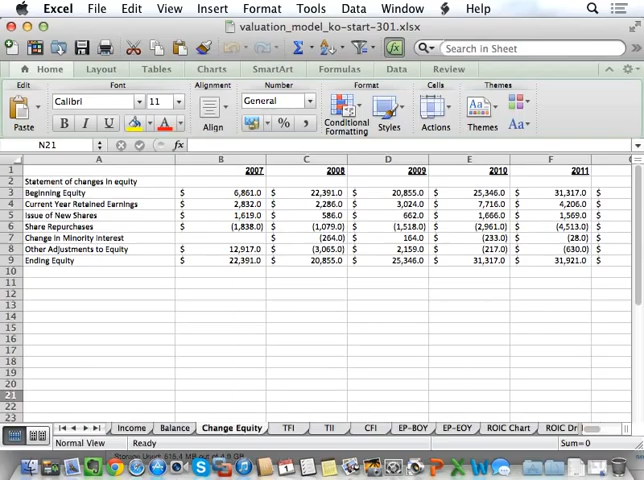 Excel File Edit View Insert Format Tools Data Window Help
valuation_model_ko-start-301.xlsx
Search in Sheet
Home Layout Tables Charts SmartArt Formulas Data Review
Edit Font Alignment Number Format Cells Themes
Calibri 11 General
Paste B I U A Align % Conditional Formatting Styles Actions Themes Aa
N21 fx
A B C D E F
1 2007 2008 2009 2010 2011
2 Statement of changes in equity
3 Beginning Equity $ 6,861.0 $ 22,391.0 $ 20,855.0 $ 25,346.0 $ 31,317.0 $
4 Current Year Retained Earnings $ 2,832.0 $ 2,286.0 $ 3,024.0 $ 7,716.0 $ 4,206.0 $
5 Issue of New Shares $ 1,619.0 $ 586.0 $ 662.0 $ 1,666.0 $ 1,569.0 $
6 Share Repurchases $ (1,838.0) $ (1,079.0) $ (1,518.0) $ (2,961.0) $ (4,513.0) $
7 Change in Minority Interest $ (264.0) $ 164.0 $ (233.0) $ (28.0) $
8 Other Adjustments to Equity $ 12,917.0 $ (3,065.0) $ 2,159.0 $ (217.0) $ (630.0) $
9 Ending Equity $ 22,391.0 $ 20,855.0 $ 25,346.0 $ 31,317.0 $ 31,921.0 $
10
11
12
13
14
15
16
17
18
19
20
21
22
23
Income Balance Change Equity TFI TII CFI EP-BOY EP-EOY ROIC Chart ROIC Dri
Normal View Ready Sum=0